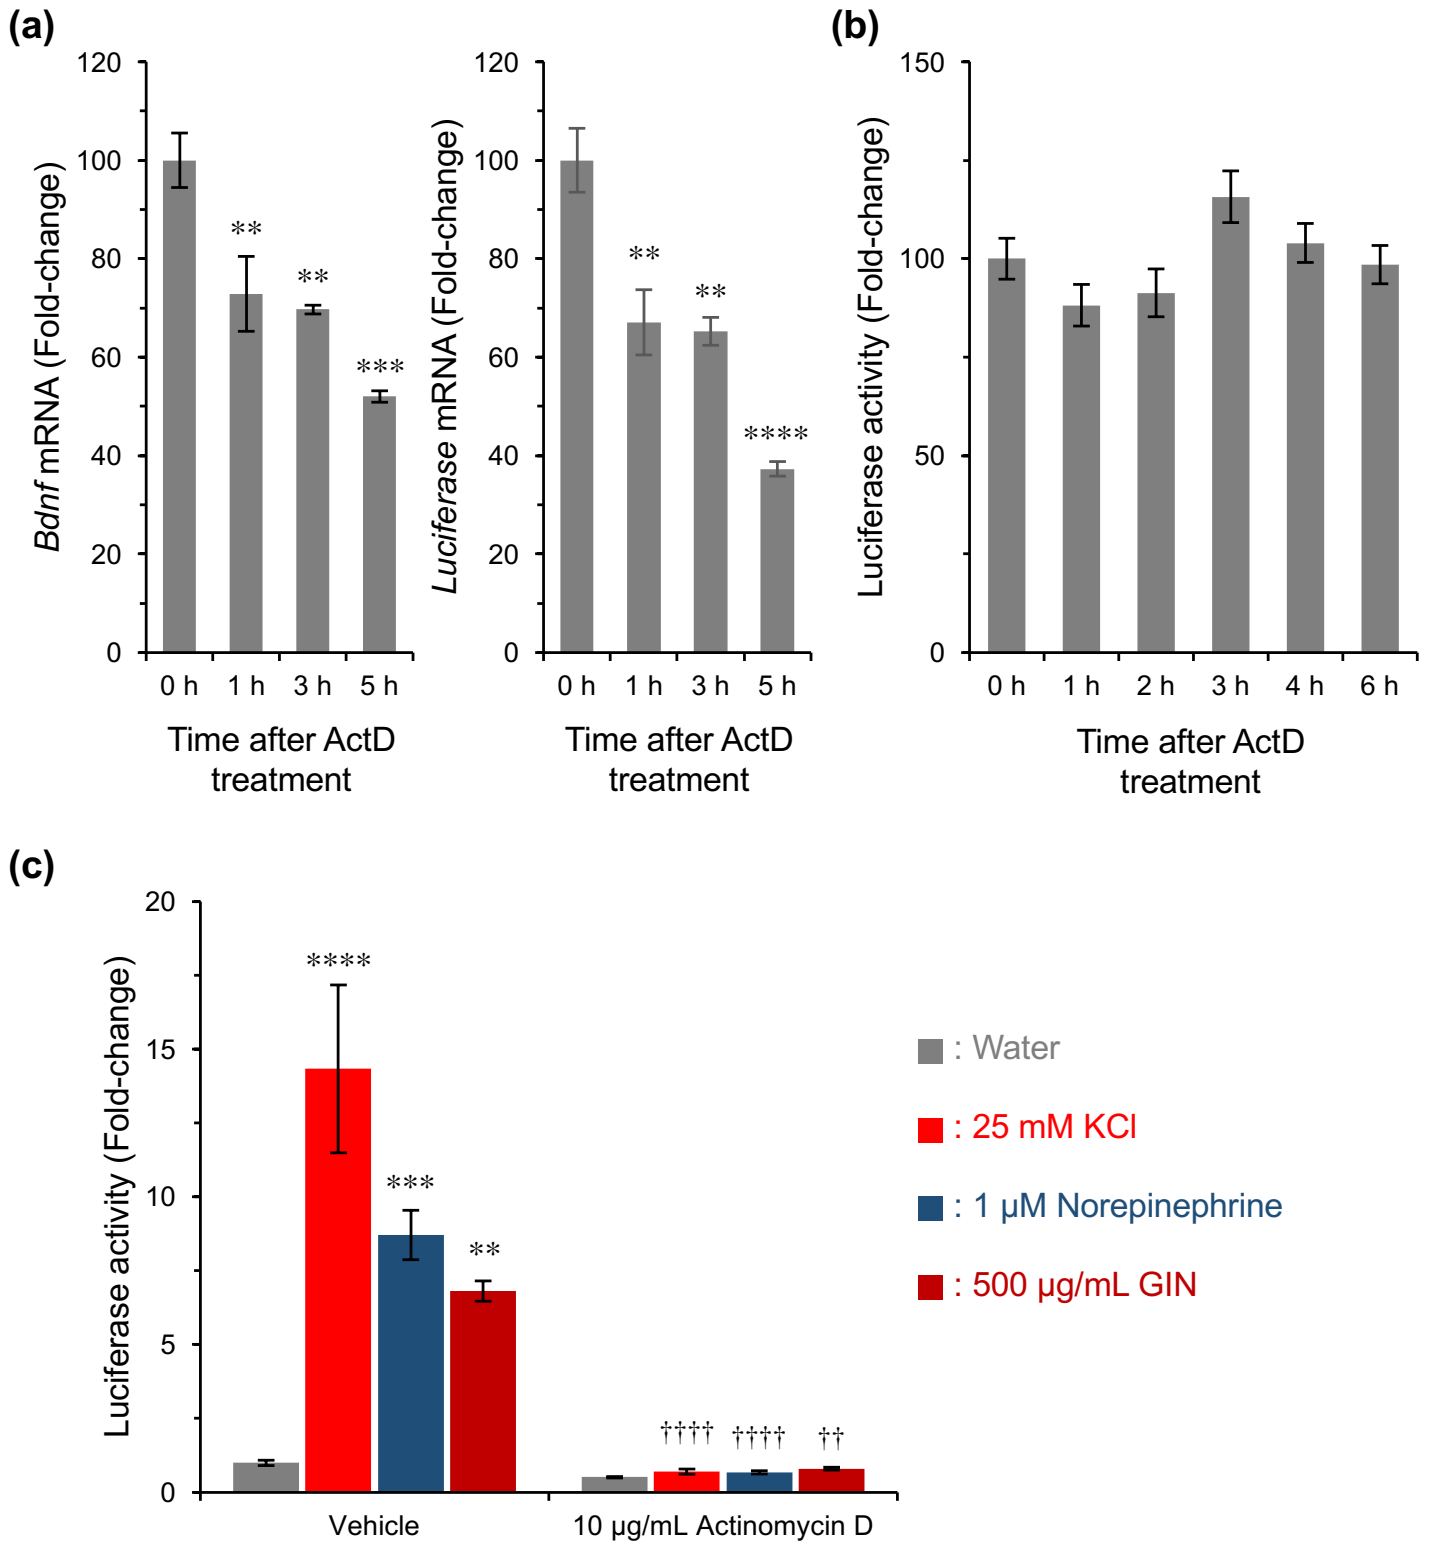 (a)
Bdnf mRNA (Fold-change)
120
100
80
60
40
20
0
**
**
***
0 h 1 h 3 h 5 h
Time after ActD
treatment
Luciferase mRNA (Fold-change)
120
100
80
60
40
20
0
**
**
****
0 h 1 h 3 h 5 h
Time after ActD
treatment
(b)
Luciferase activity (Fold-change)
150
100
50
0
0 h 1 h 2 h 3 h 4 h 6 h
Time after ActD
treatment
(c)
Luciferase activity (Fold-change)
20
15
10
5
0
****
***
**
††††
††††
††
Vehicle
10 µg/mL Actinomycin D
: Water
: 25 mM KCl
: 1 µM Norepinephrine
: 500 µg/mL GIN